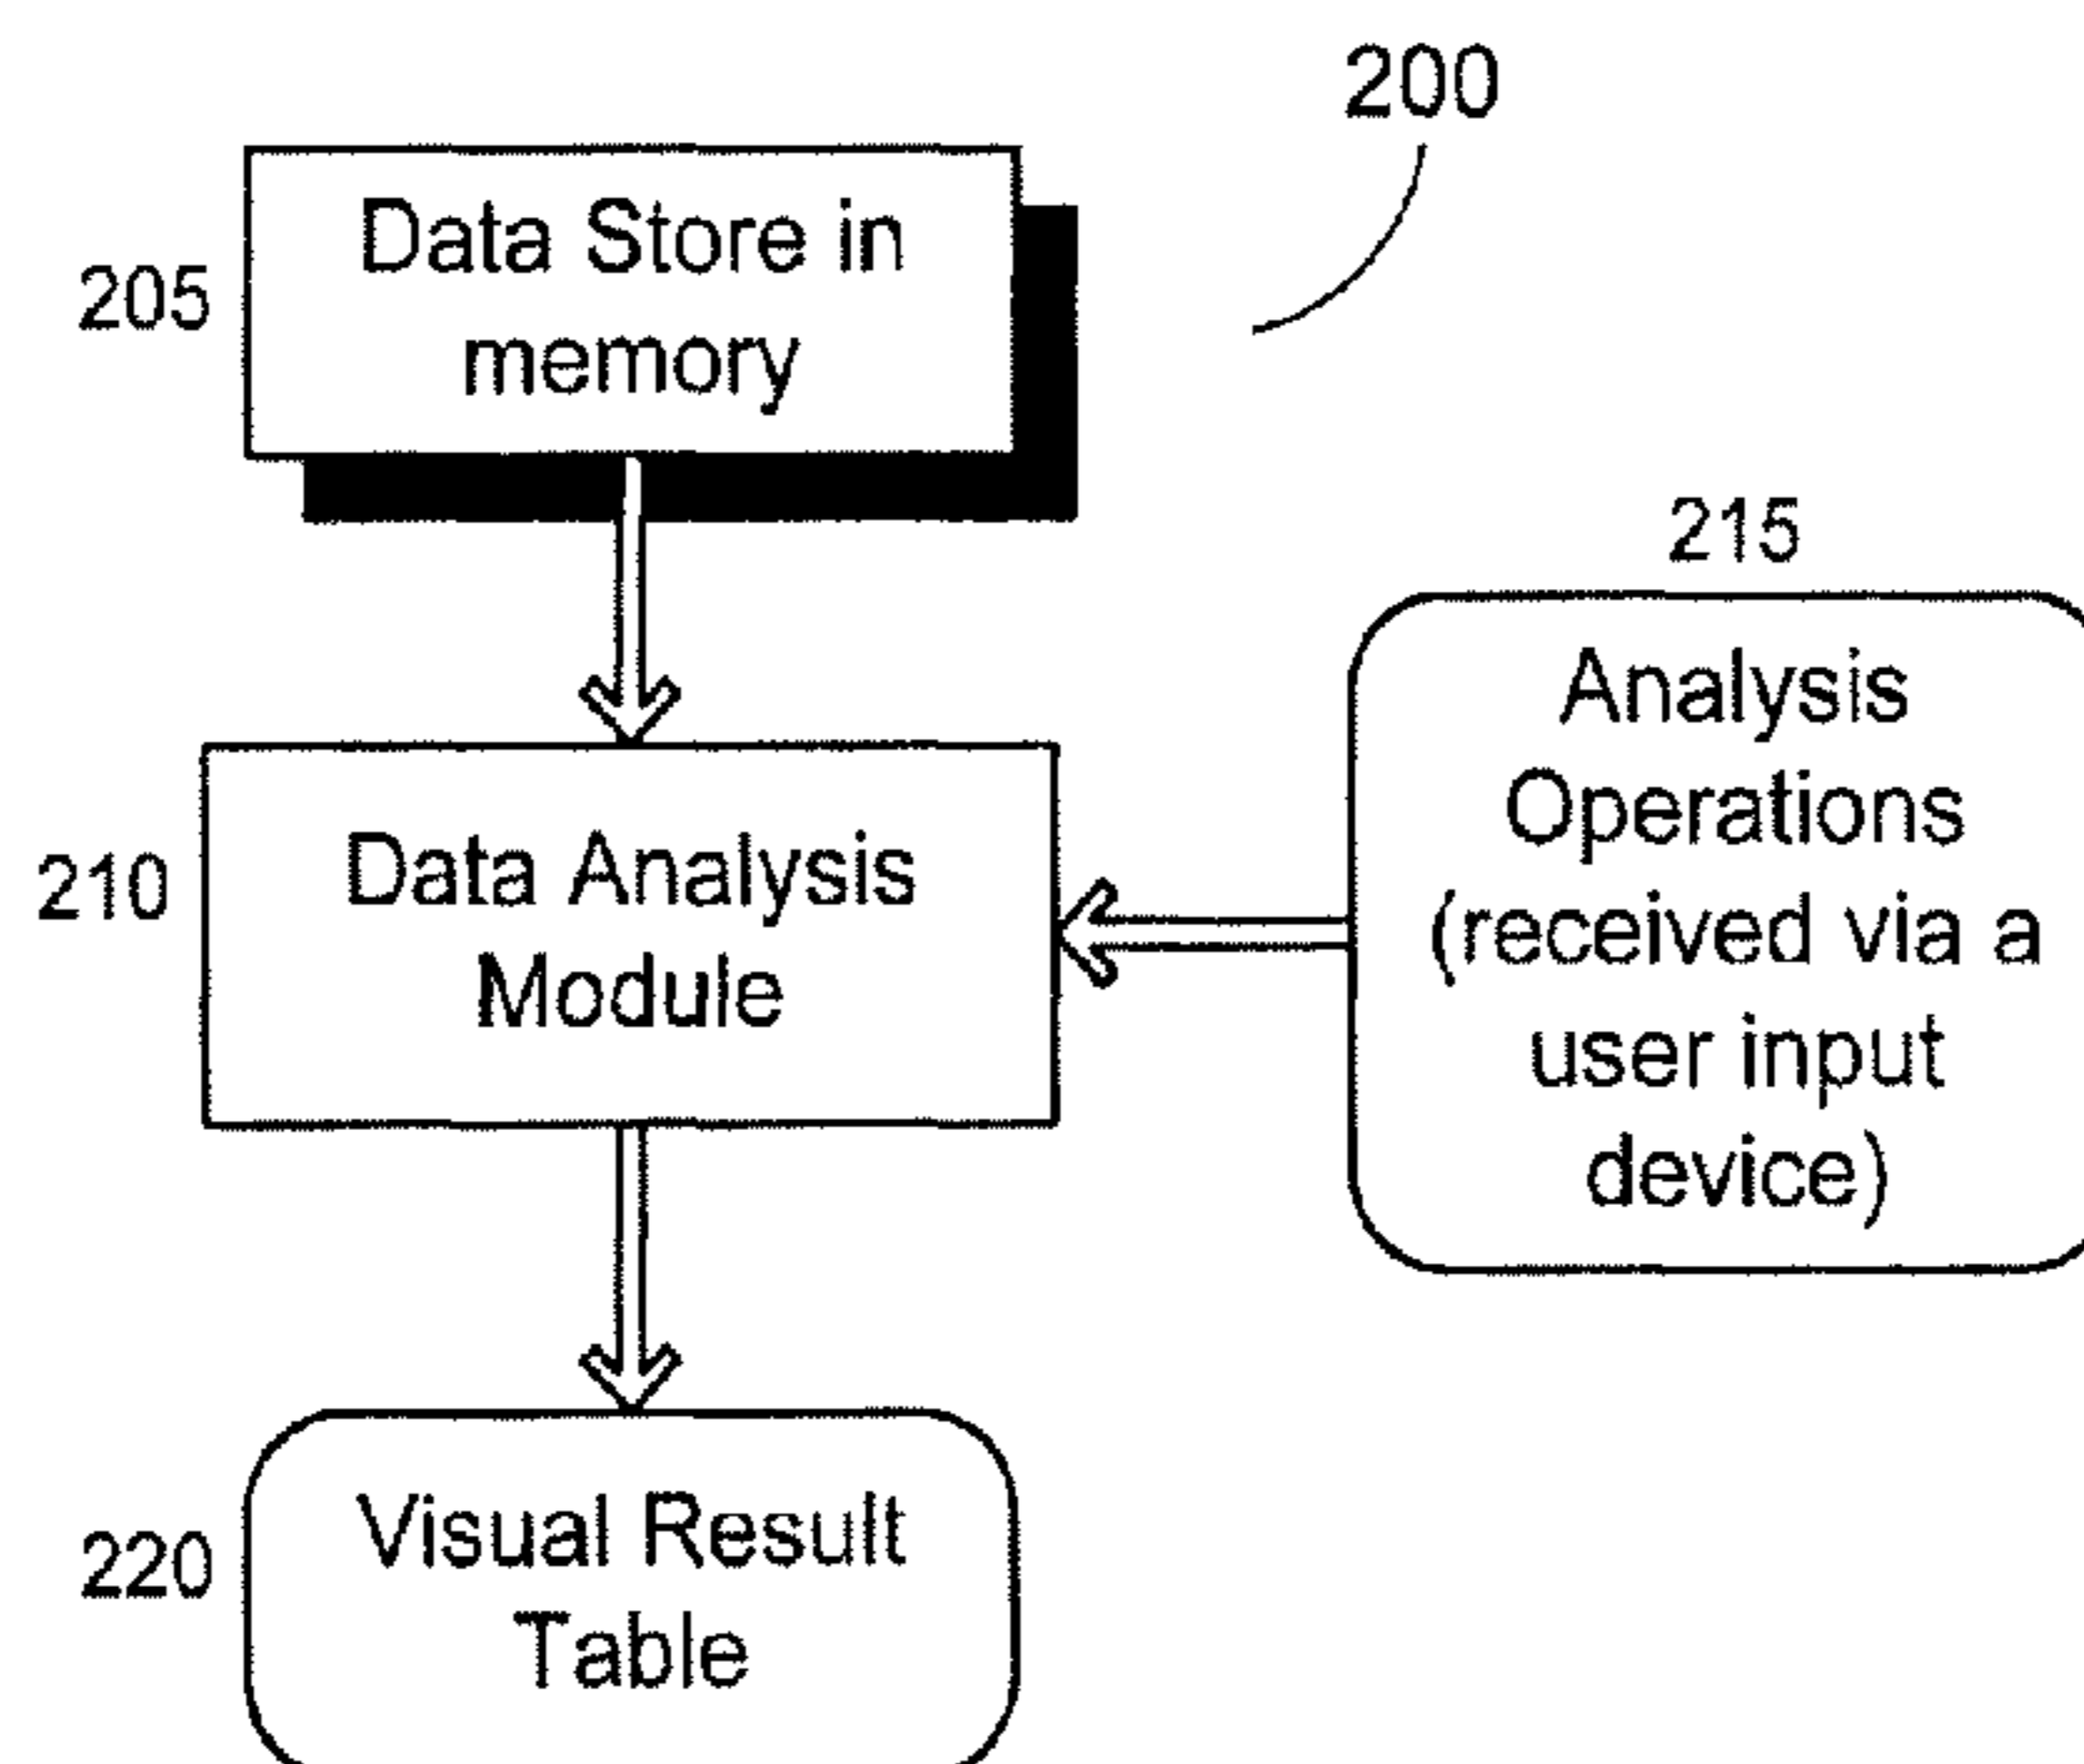 200
205
Data Store in
memory
215
Analysis
Operations
(received via a
user input
device)
210
Data Analysis
Module
220
Visual Result
Table